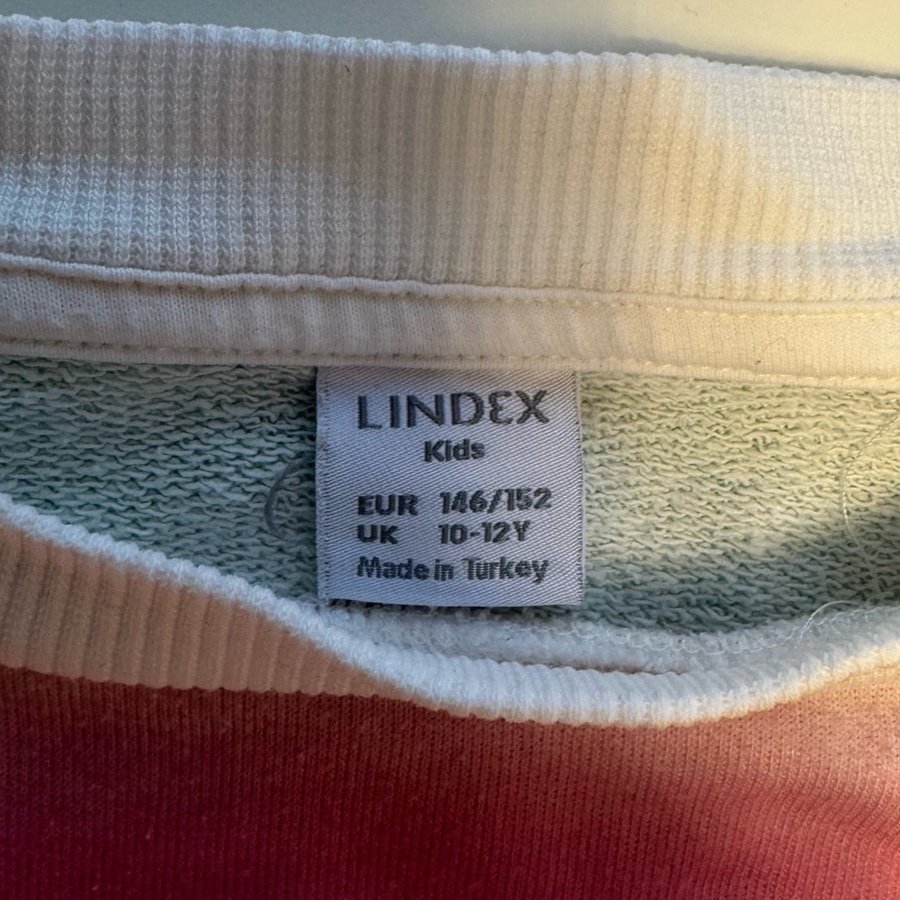 LINDEX
Kids
EUR 146/152
UK 10-12Y
Made in Turkey